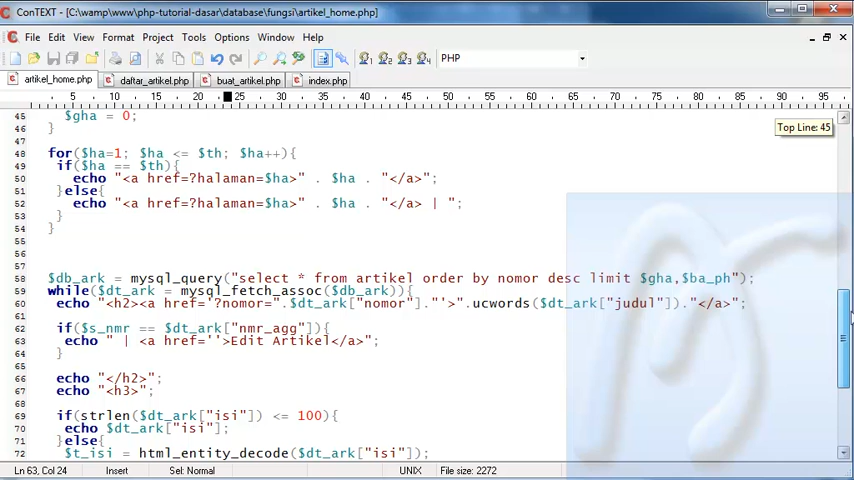 ConTEXT - [C:\wamp\www\php-tutorial-dasar\database\fungsi\artikel_home.php]
File Edit View Format Project Tools Options Window Help
PHP
artikel_home.php daftar_artikel.php buat_artikel.php index.php
5 10 15 20 25 30 35 40 45 50 55 60 65 70 75 80 85 90 95
Top Line: 45
45 $gha = 0;
46 }
47
48 for($ha=1; $ha <= $th; $ha++){
49 if($ha == $th){
50 echo "<a href=?halaman=$ha>" . $ha . "</a>";
51 }else{
52 echo "<a href=?halaman=$ha>" . $ha . "</a> | ";
53 }
54 }
55
56
57
58 $db_ark = mysql_query("select * from artikel order by nomor desc limit $gha,$ba_ph");
59 while($dt_ark = mysql_fetch_assoc($db_ark)){
60 echo "<h2><a href='?nomor=".$dt_ark["nomor"]."'>".ucwords($dt_ark["judul"])."</a>";
61
62 if($s_nmr == $dt_ark["nmr_agg"]){
63 echo " | <a href=''>Edit Artikel</a>";
64 }
65
66 echo "</h2>";
67 echo "<h3>";
68
69 if(strlen($dt_ark["isi"]) <= 100){
70 echo $dt_ark["isi"];
71 }else{
72 $t_isi = html_entity_decode($dt_ark["isi"]);
Ln 63, Col 24 Insert Sel: Normal UNIX File size: 2272